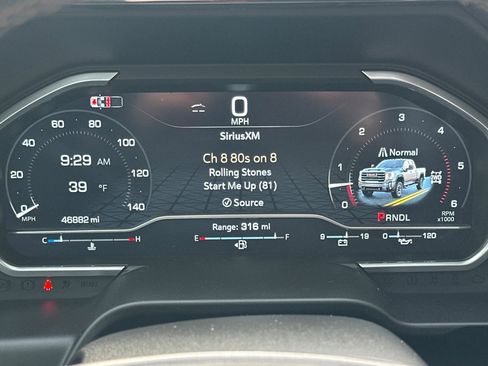 0
MPH
SiriusXM
Ch 8 80s on 8
Rolling Stones
Start Me Up (81)
Source
Range: 316 mi
0 20 40 60 80 100 120 140
9:29 AM
39 °F
MPH
46882 mi
C H
E F
0 1 2 3 4 5 6
Normal
PRNDL
RPM
x1000
9 19
0 120